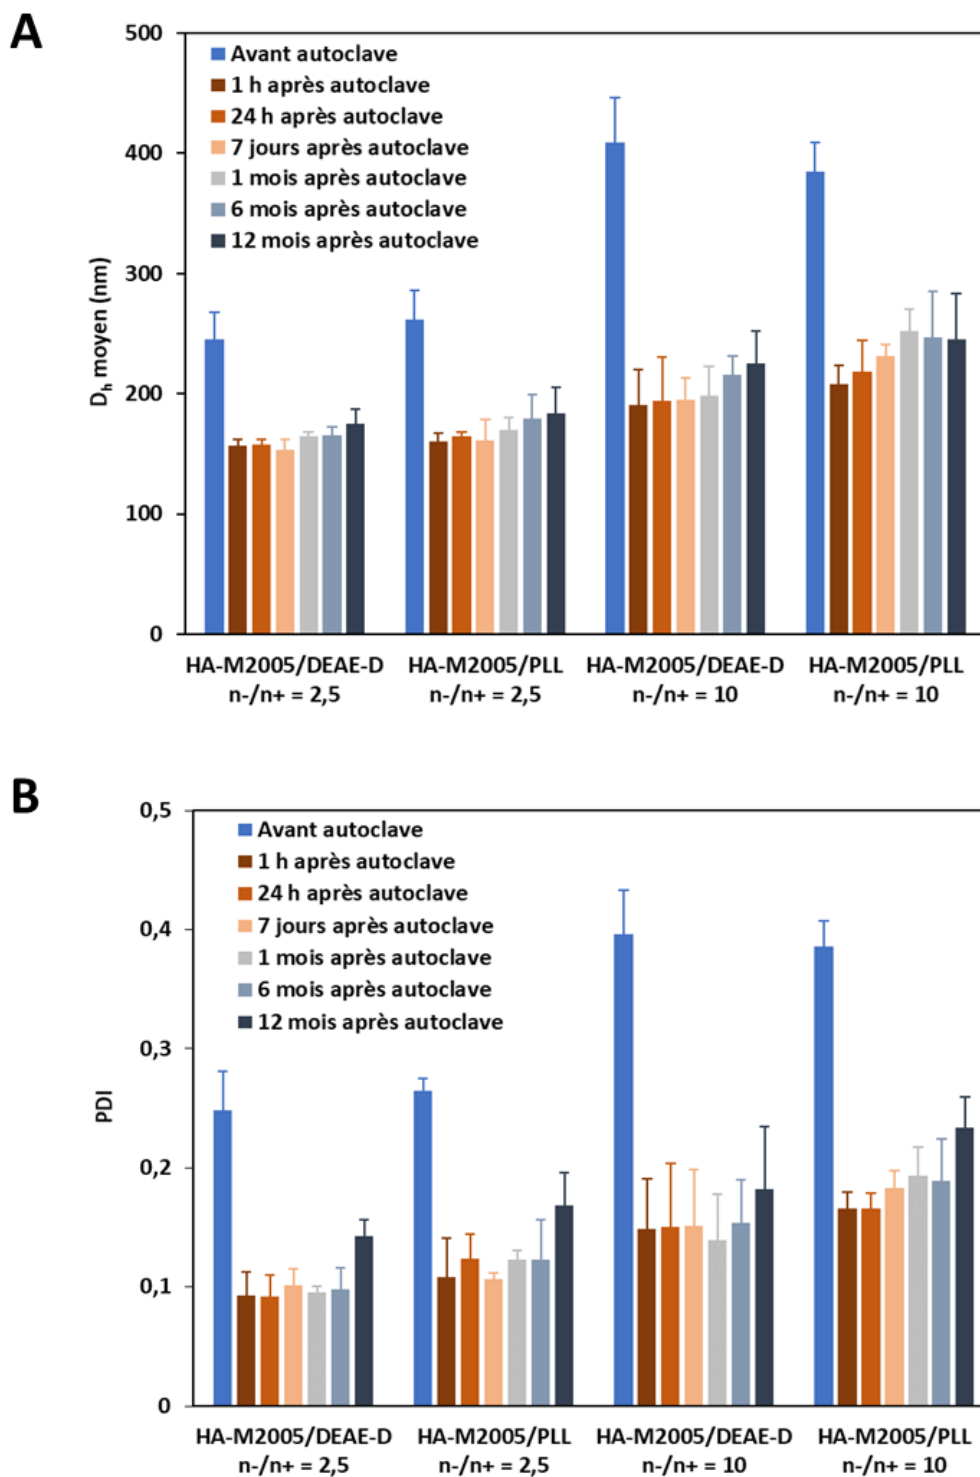 A
500
400
300
200
100
0
Dₕ moyen (nm)
Avant autoclave
1 h après autoclave
24 h après autoclave
7 jours après autoclave
1 mois après autoclave
6 mois après autoclave
12 mois après autoclave
HA-M2005/DEAE-D HA-M2005/PLL HA-M2005/DEAE-D HA-M2005/PLL
n-/n+ = 2,5 n-/n+ = 2,5 n-/n+ = 10 n-/n+ = 10
B
0,5
0,4
0,3
0,2
0,1
0
PDI
Avant autoclave
1 h après autoclave
24 h après autoclave
7 jours après autoclave
1 mois après autoclave
6 mois après autoclave
12 mois après autoclave
HA-M2005/DEAE-D HA-M2005/PLL HA-M2005/DEAE-D HA-M2005/PLL
n-/n+ = 2,5 n-/n+ = 2,5 n-/n+ = 10 n-/n+ = 10